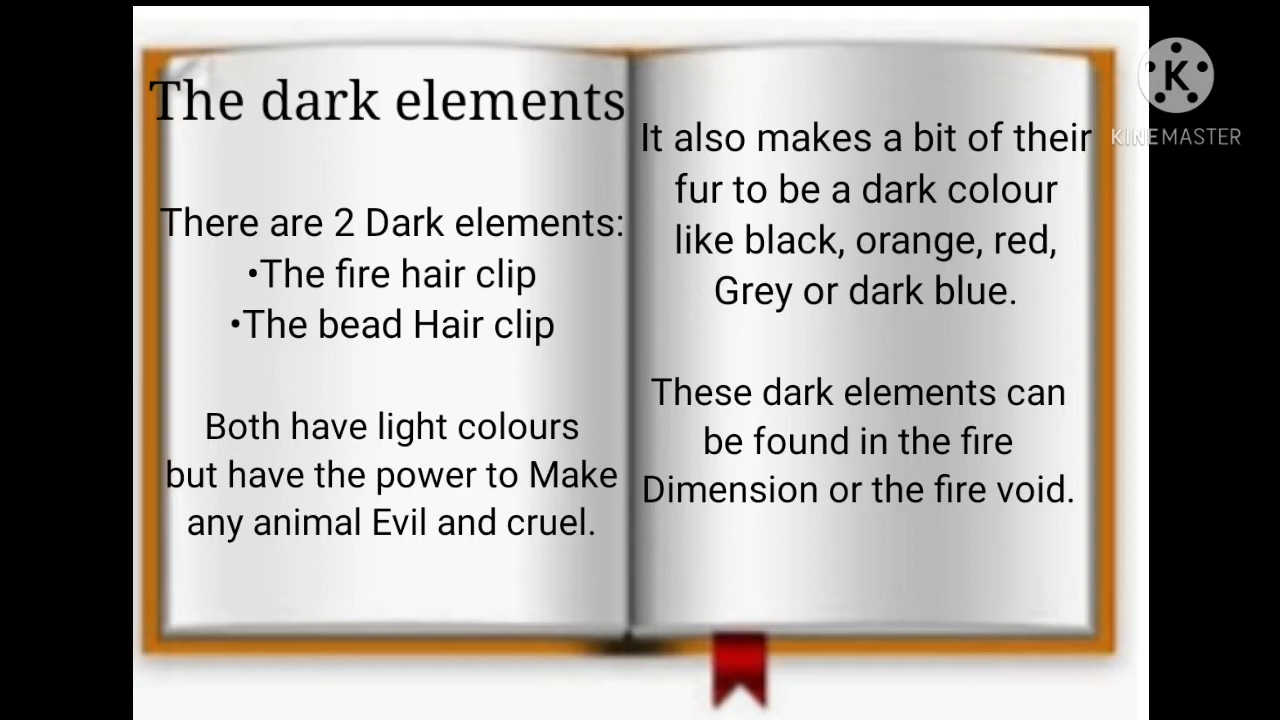 The dark elements
There are 2 Dark elements:
•The fire hair clip
•The bead Hair clip
Both have light colours
but have the power to Make
any animal Evil and cruel.
It also makes a bit of their
fur to be a dark colour
like black, orange, red,
Grey or dark blue.
These dark elements can
be found in the fire
Dimension or the fire void.
K
KINEMASTER